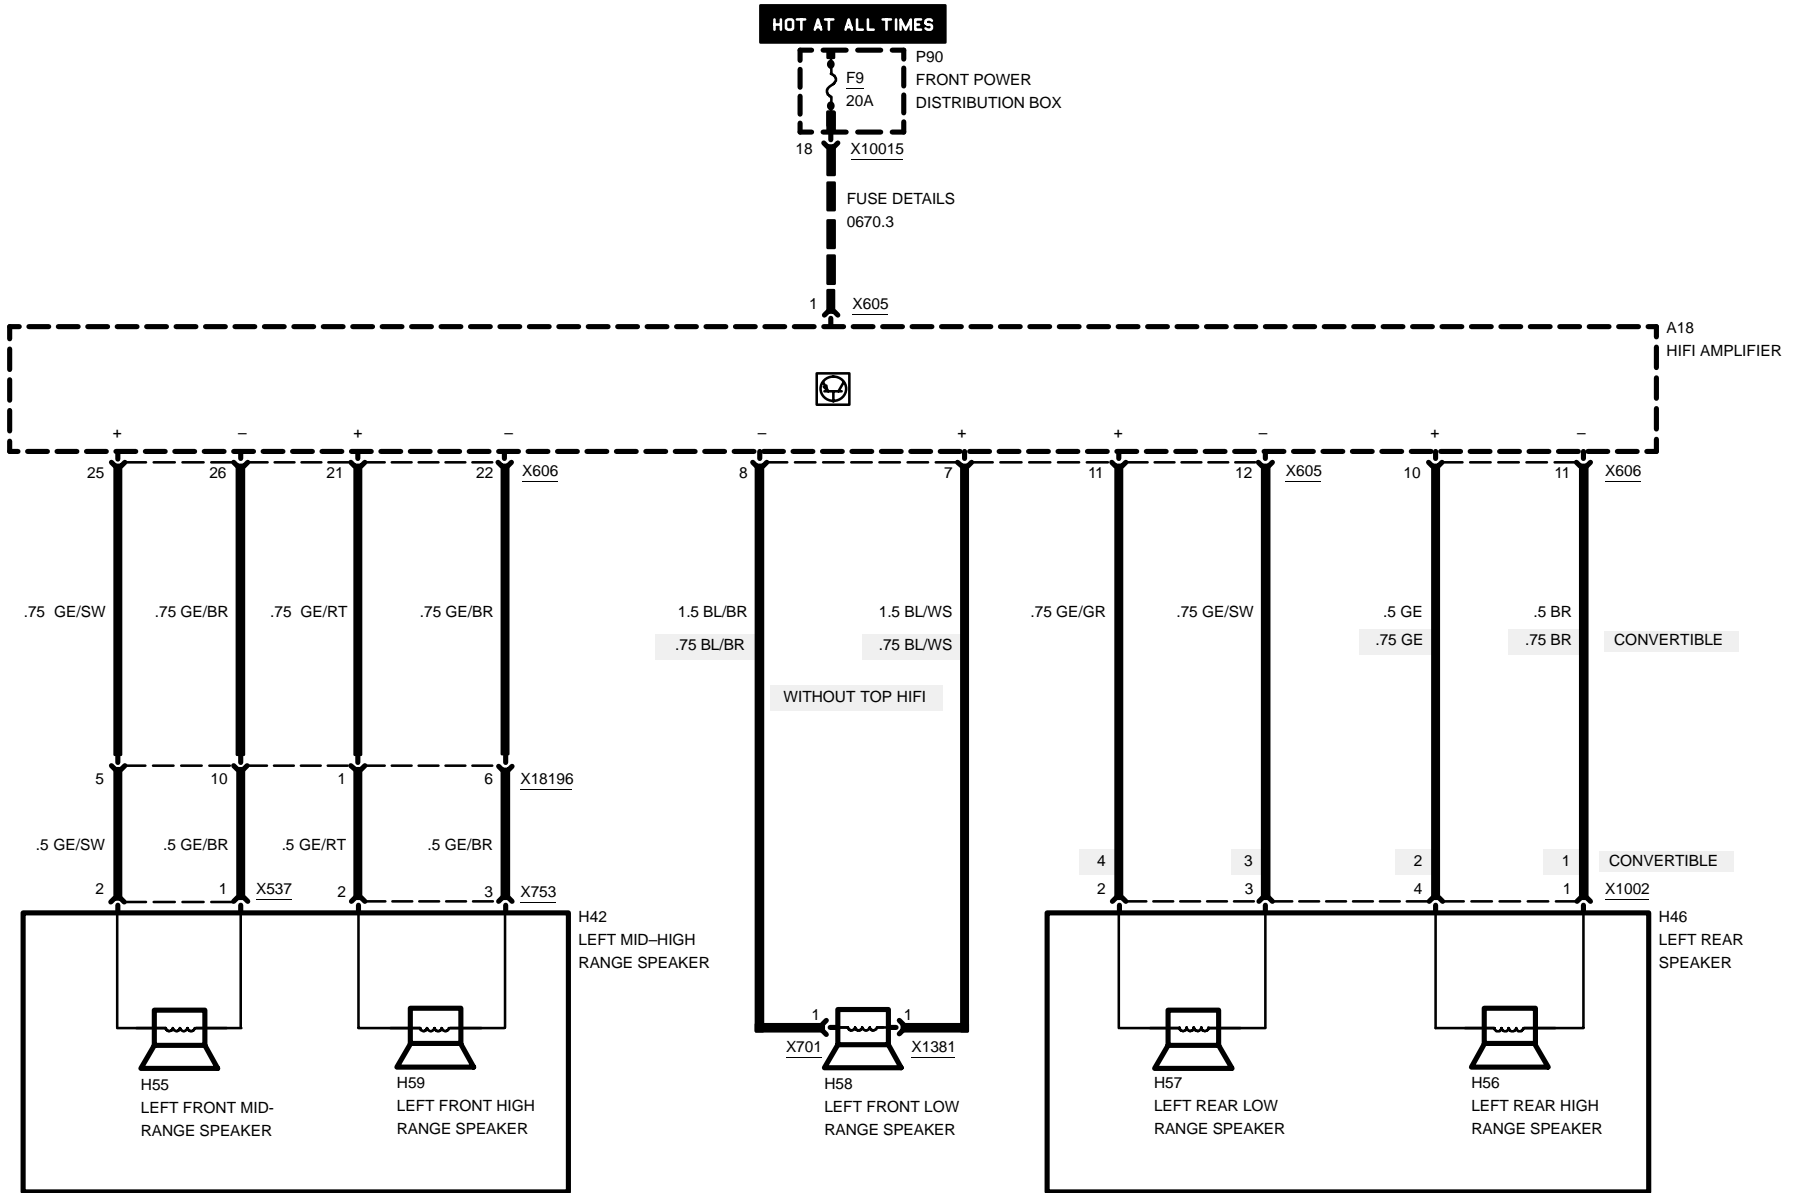 HOT AT ALL TIMES
P90
FRONT POWER
DISTRIBUTION BOX
F9
20A
18 X10015
FUSE DETAILS
0670.3
1 X605
A18
HIFI AMPLIFIER
+ – + – – + + – + –
25 26 21 22 X606 8 7 11 12 X605 10 11 X606
.75 GE/SW .75 GE/BR .75 GE/RT .75 GE/BR 1.5 BL/BR 1.5 BL/WS .75 GE/GR .75 GE/SW .5 GE .5 BR
.75 BL/BR .75 BL/WS .75 GE .75 BR CONVERTIBLE
WITHOUT TOP HIFI
5 10 1 6 X18196
.5 GE/SW .5 GE/BR .5 GE/RT .5 GE/BR
4 3 2 1 CONVERTIBLE
2 1 X537 2 3 X753 2 3 4 1 X1002
H42
LEFT MID–HIGH
RANGE SPEAKER
H46
LEFT REAR
SPEAKER
1 1
X701 X1381
H55
LEFT FRONT MID-
RANGE SPEAKER
H59
LEFT FRONT HIGH
RANGE SPEAKER
H58
LEFT FRONT LOW
RANGE SPEAKER
H57
LEFT REAR LOW
RANGE SPEAKER
H56
LEFT REAR HIGH
RANGE SPEAKER